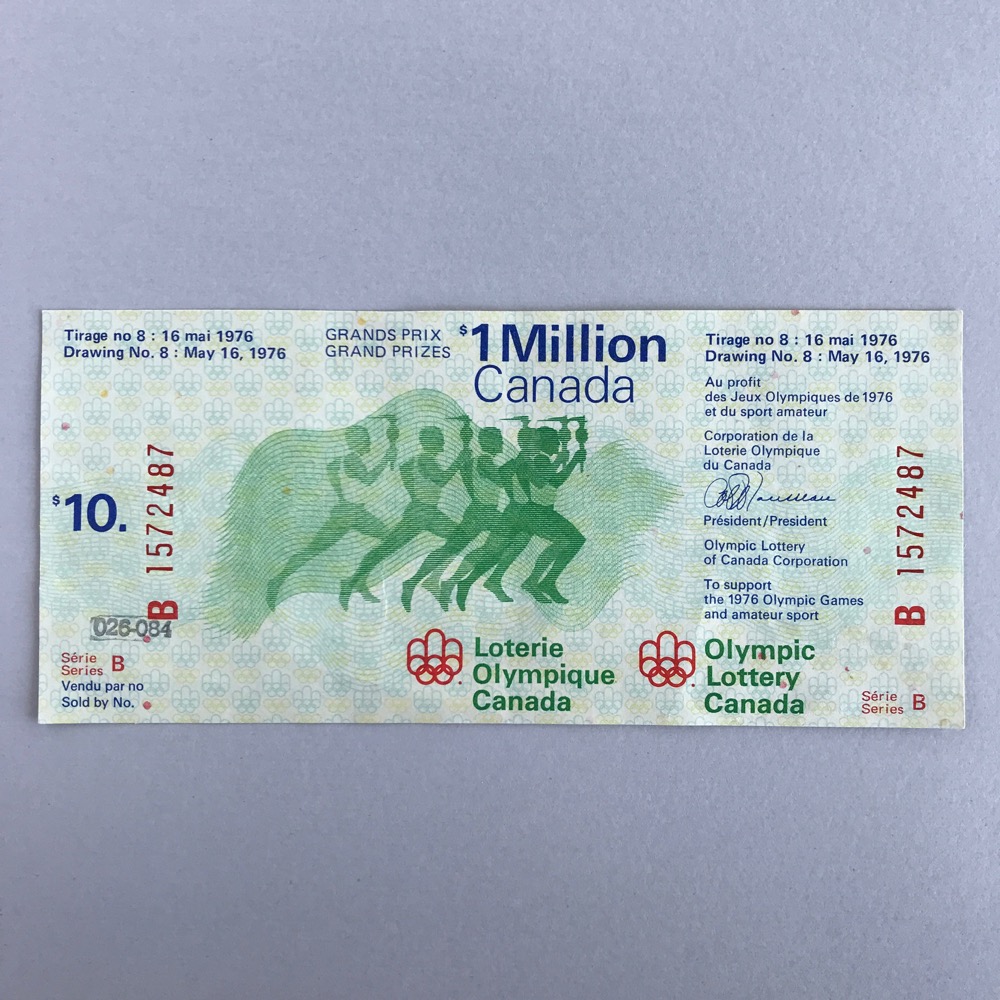 Tirage no 8 : 16 mai 1976
Drawing No. 8 : May 16, 1976
GRANDS PRIX
GRAND PRIZES
$1 Million
Canada
Tirage no 8 : 16 mai 1976
Drawing No. 8 : May 16, 1976
Au profit
des Jeux Olympiques de 1976
et du sport amateur
Corporation de la
Loterie Olympique
du Canada
Président/President
Olympic Lottery
of Canada Corporation
To support
the 1976 Olympic Games
and amateur sport
$10.
B 1572487
B 1572487
026-084
Série
Series B
Vendu par no
Sold by No.
Loterie
Olympique
Canada
Olympic
Lottery
Canada
Série
Series B